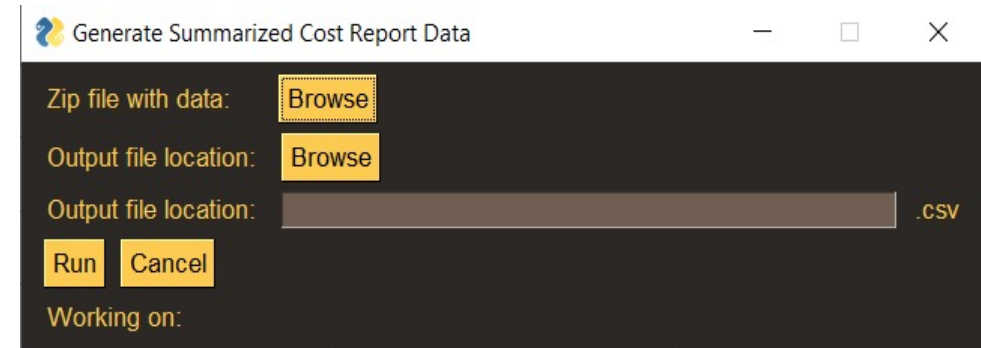 Generate Summarized Cost Report Data
Zip file with data: Browse
Output file location: Browse
Output file location: .csv
Run Cancel
Working on: